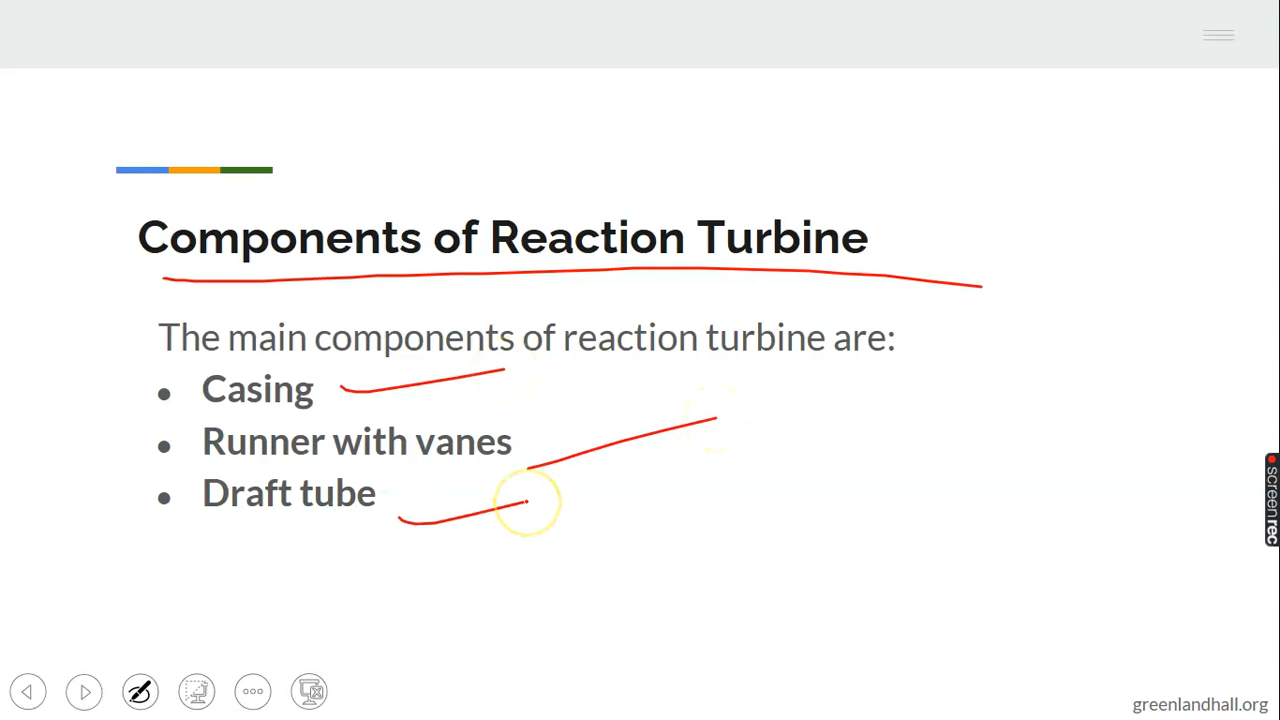 Components of Reaction Turbine
The main components of reaction turbine are:
● Casing
● Runner with vanes
● Draft tube
screenrec
greenlandhall.org